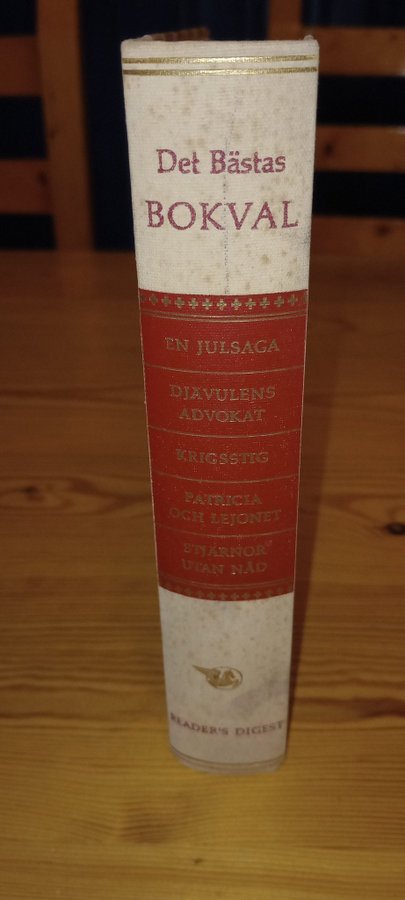 Det Bästas
BOKVAL
EN JULSAGA
DJÄVULENS
ADVOKAT
KRIGSSTIG
PATRICIA
OCH LEJONET
STJÄRNOR
UTAN NÅD
READER'S DIGEST